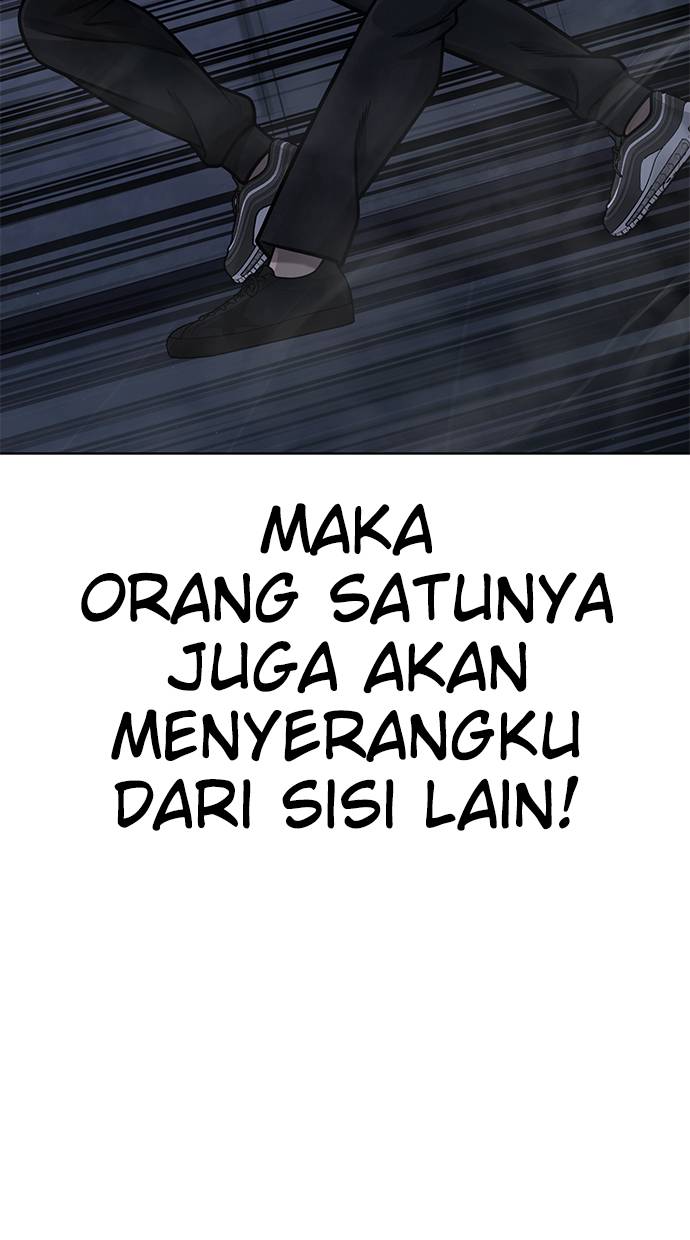 MAKA
ORANG SATUNYA
JUGA AKAN
MENYERANGKU
DARI SISI LAIN!